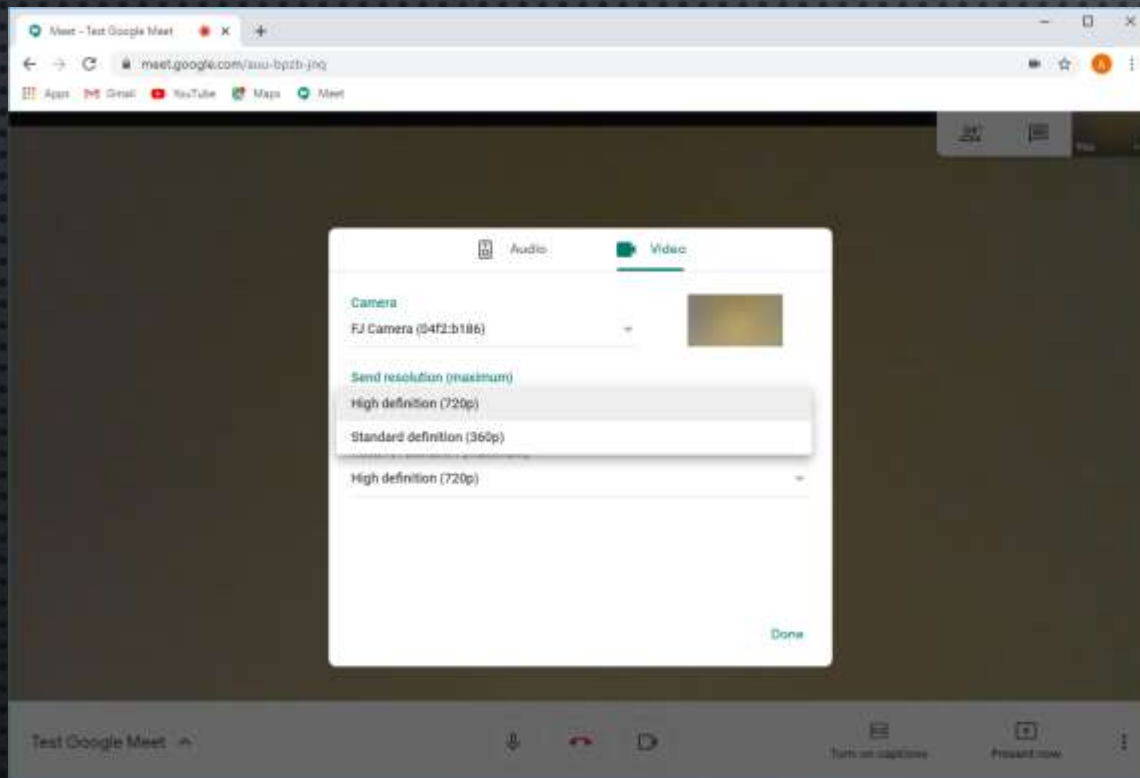 Meet - Test Google Meet
meet.google.com/
Apps Gmail YouTube Maps Meet
You
Audio Video
Camera
FJ Camera (04f2:b186)
Send resolution (maximum)
High definition (720p)
Standard definition (360p)
High definition (720p)
Done
Test Google Meet
Turn on captions
Present now